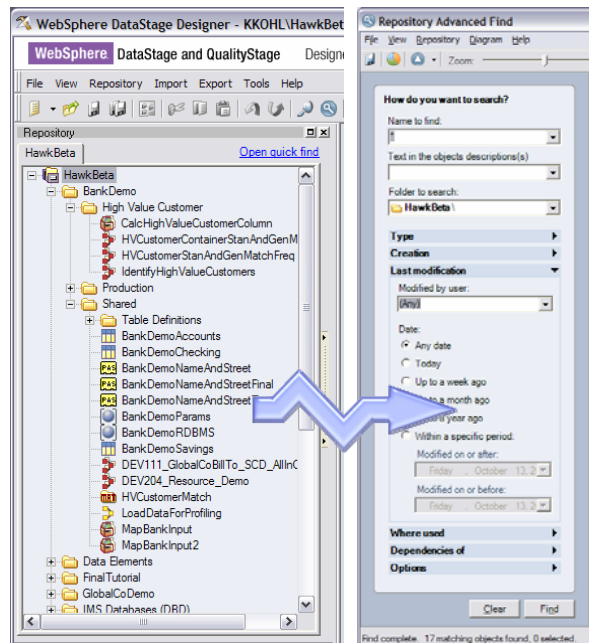 WebSphere DataStage Designer - KKOHL\HawkBet
WebSphere. DataStage and QualityStage Designe
File View Repository Import Export Tools Help
Repository
HawkBeta Open quick find
HawkBeta
BankDemo
High Value Customer
CalcHighValueCustomerColumn
HVCustomerContainerStanAndGenM
HVCustomerStanAndGenMatchFreq
IdentifyHighValueCustomers
Production
Shared
Table Definitions
BankDemoAccounts
BankDemoChecking
BankDemoNameAndStreet
BankDemoNameAndStreetFinal
BankDemoNameAndStreet
BankDemoParams
BankDemoRDBMS
BankDemoSavings
DEV111_GlobalCoBillTo_SCD_AllInC
DEV204_Resource_Demo
HVCustomerMatch
LoadDataForProfiling
MapBankInput
MapBankInput2
Data Elements
FinalTutorial
GlobalCoDemo
IMS Databases (DBD)
Repository Advanced Find
File View Repository Diagram Help
Zoom:
How do you want to search?
Name to find:
*
Text in the objects descriptions(s)
Folder to search:
HawkBeta\
Type
Creation
Last modification
Modified by user:
(Any)
Date:
Any date
Today
Up to a week ago
to a month ago
a year ago
Within a specific period:
Modified on or after:
Friday , October 13, 2
Modified on or before:
Friday , October 13, 2
Where used
Dependencies of
Options
Clear Find
Find complete. 17 matching objects found, 0 selected.